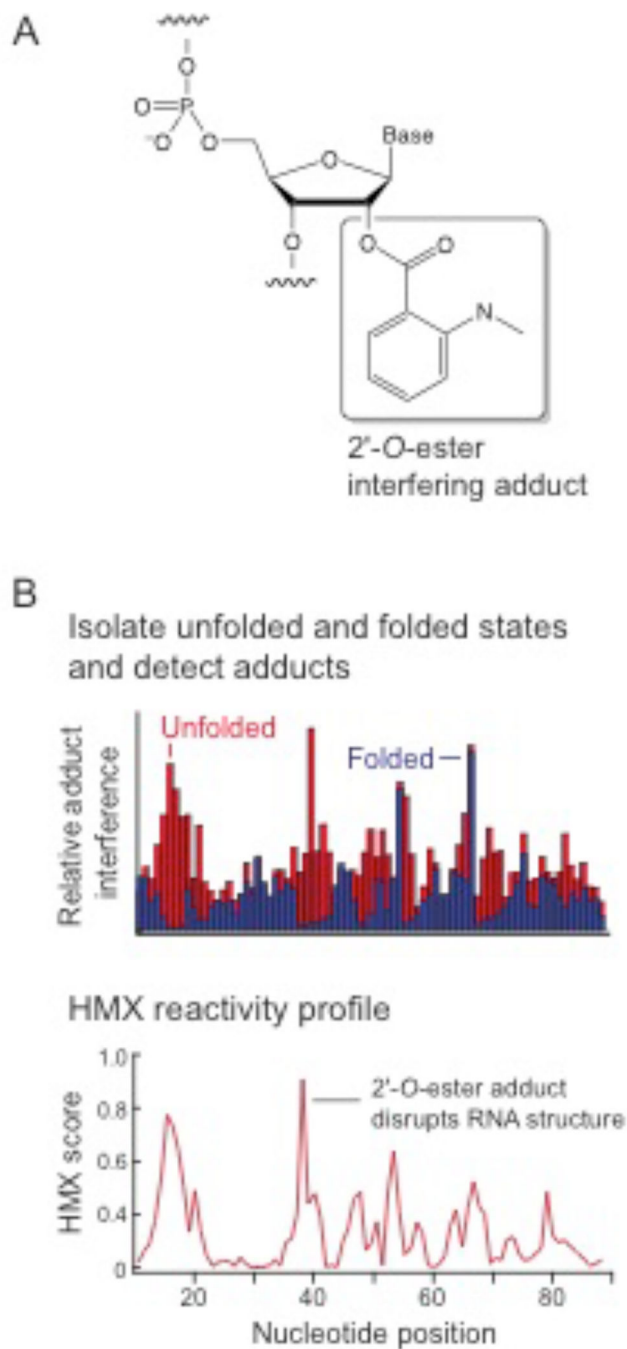 A
O
O=P
⁻O
O
O
Base
O
O
O
N
2'-O-ester
interfering adduct
B
Isolate unfolded and folded states
and detect adducts
Relative adduct
interference
Unfolded
Folded
HMX reactivity profile
HMX score
1.0
0.8
0.6
0.4
0
2'-O-ester adduct
disrupts RNA structure
20
40
60
80
Nucleotide position